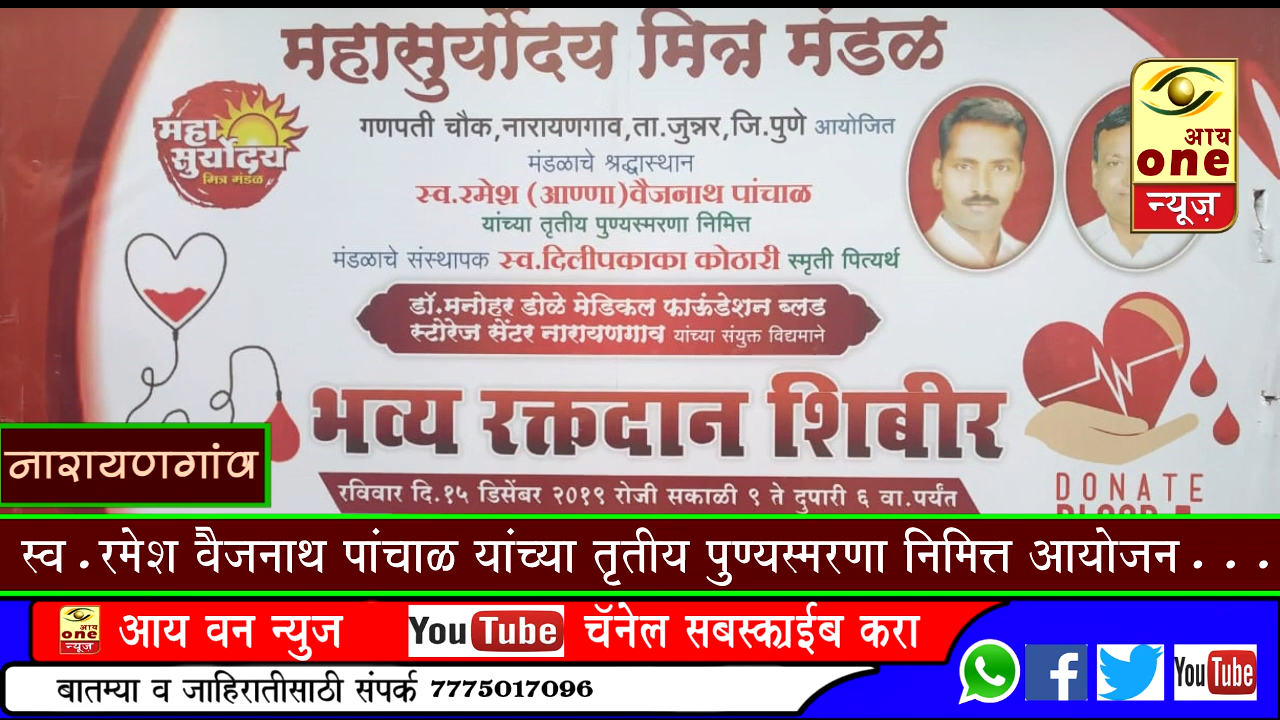 महासुर्योदय मित्र मंडळ
महा
सुर्योदय
मित्र मंडळ
गणपती चौक,नारायणगाव,ता.जुन्नर,जि.पुणे आयोजित
मंडळाचे श्रद्धास्थान
स्व.रमेश (आण्णा)वैजनाथ पांचाळ
यांच्या तृतीय पुण्यस्मरणा निमित्त
मंडळाचे संस्थापक स्व.दिलीपकाका कोठारी स्मृती पित्यर्थ
डॉ.मनोहर डोळे मेडिकल फाऊंडेशन ब्लड
स्टोरेज सेंटर नारायणगाव यांच्या संयुक्त विद्यमाने
भव्य रक्तदान शिबीर
रविवार दि.१५ डिसेंबर २०१९ रोजी सकाळी ९ ते दुपारी ६ वा.पर्यंत
DONATE
BLOOD
आय
one
न्यूज़
नारायणगांव
स्व.रमेश वैजनाथ पांचाळ यांच्या तृतीय पुण्यस्मरणा निमित्त आयोजन...
आय
one
न्यूज़
आय वन न्युज YouTube चॅनेल सबस्क्राईब करा
बातम्या व जाहिरातीसाठी संपर्क 7775017096
YouTube